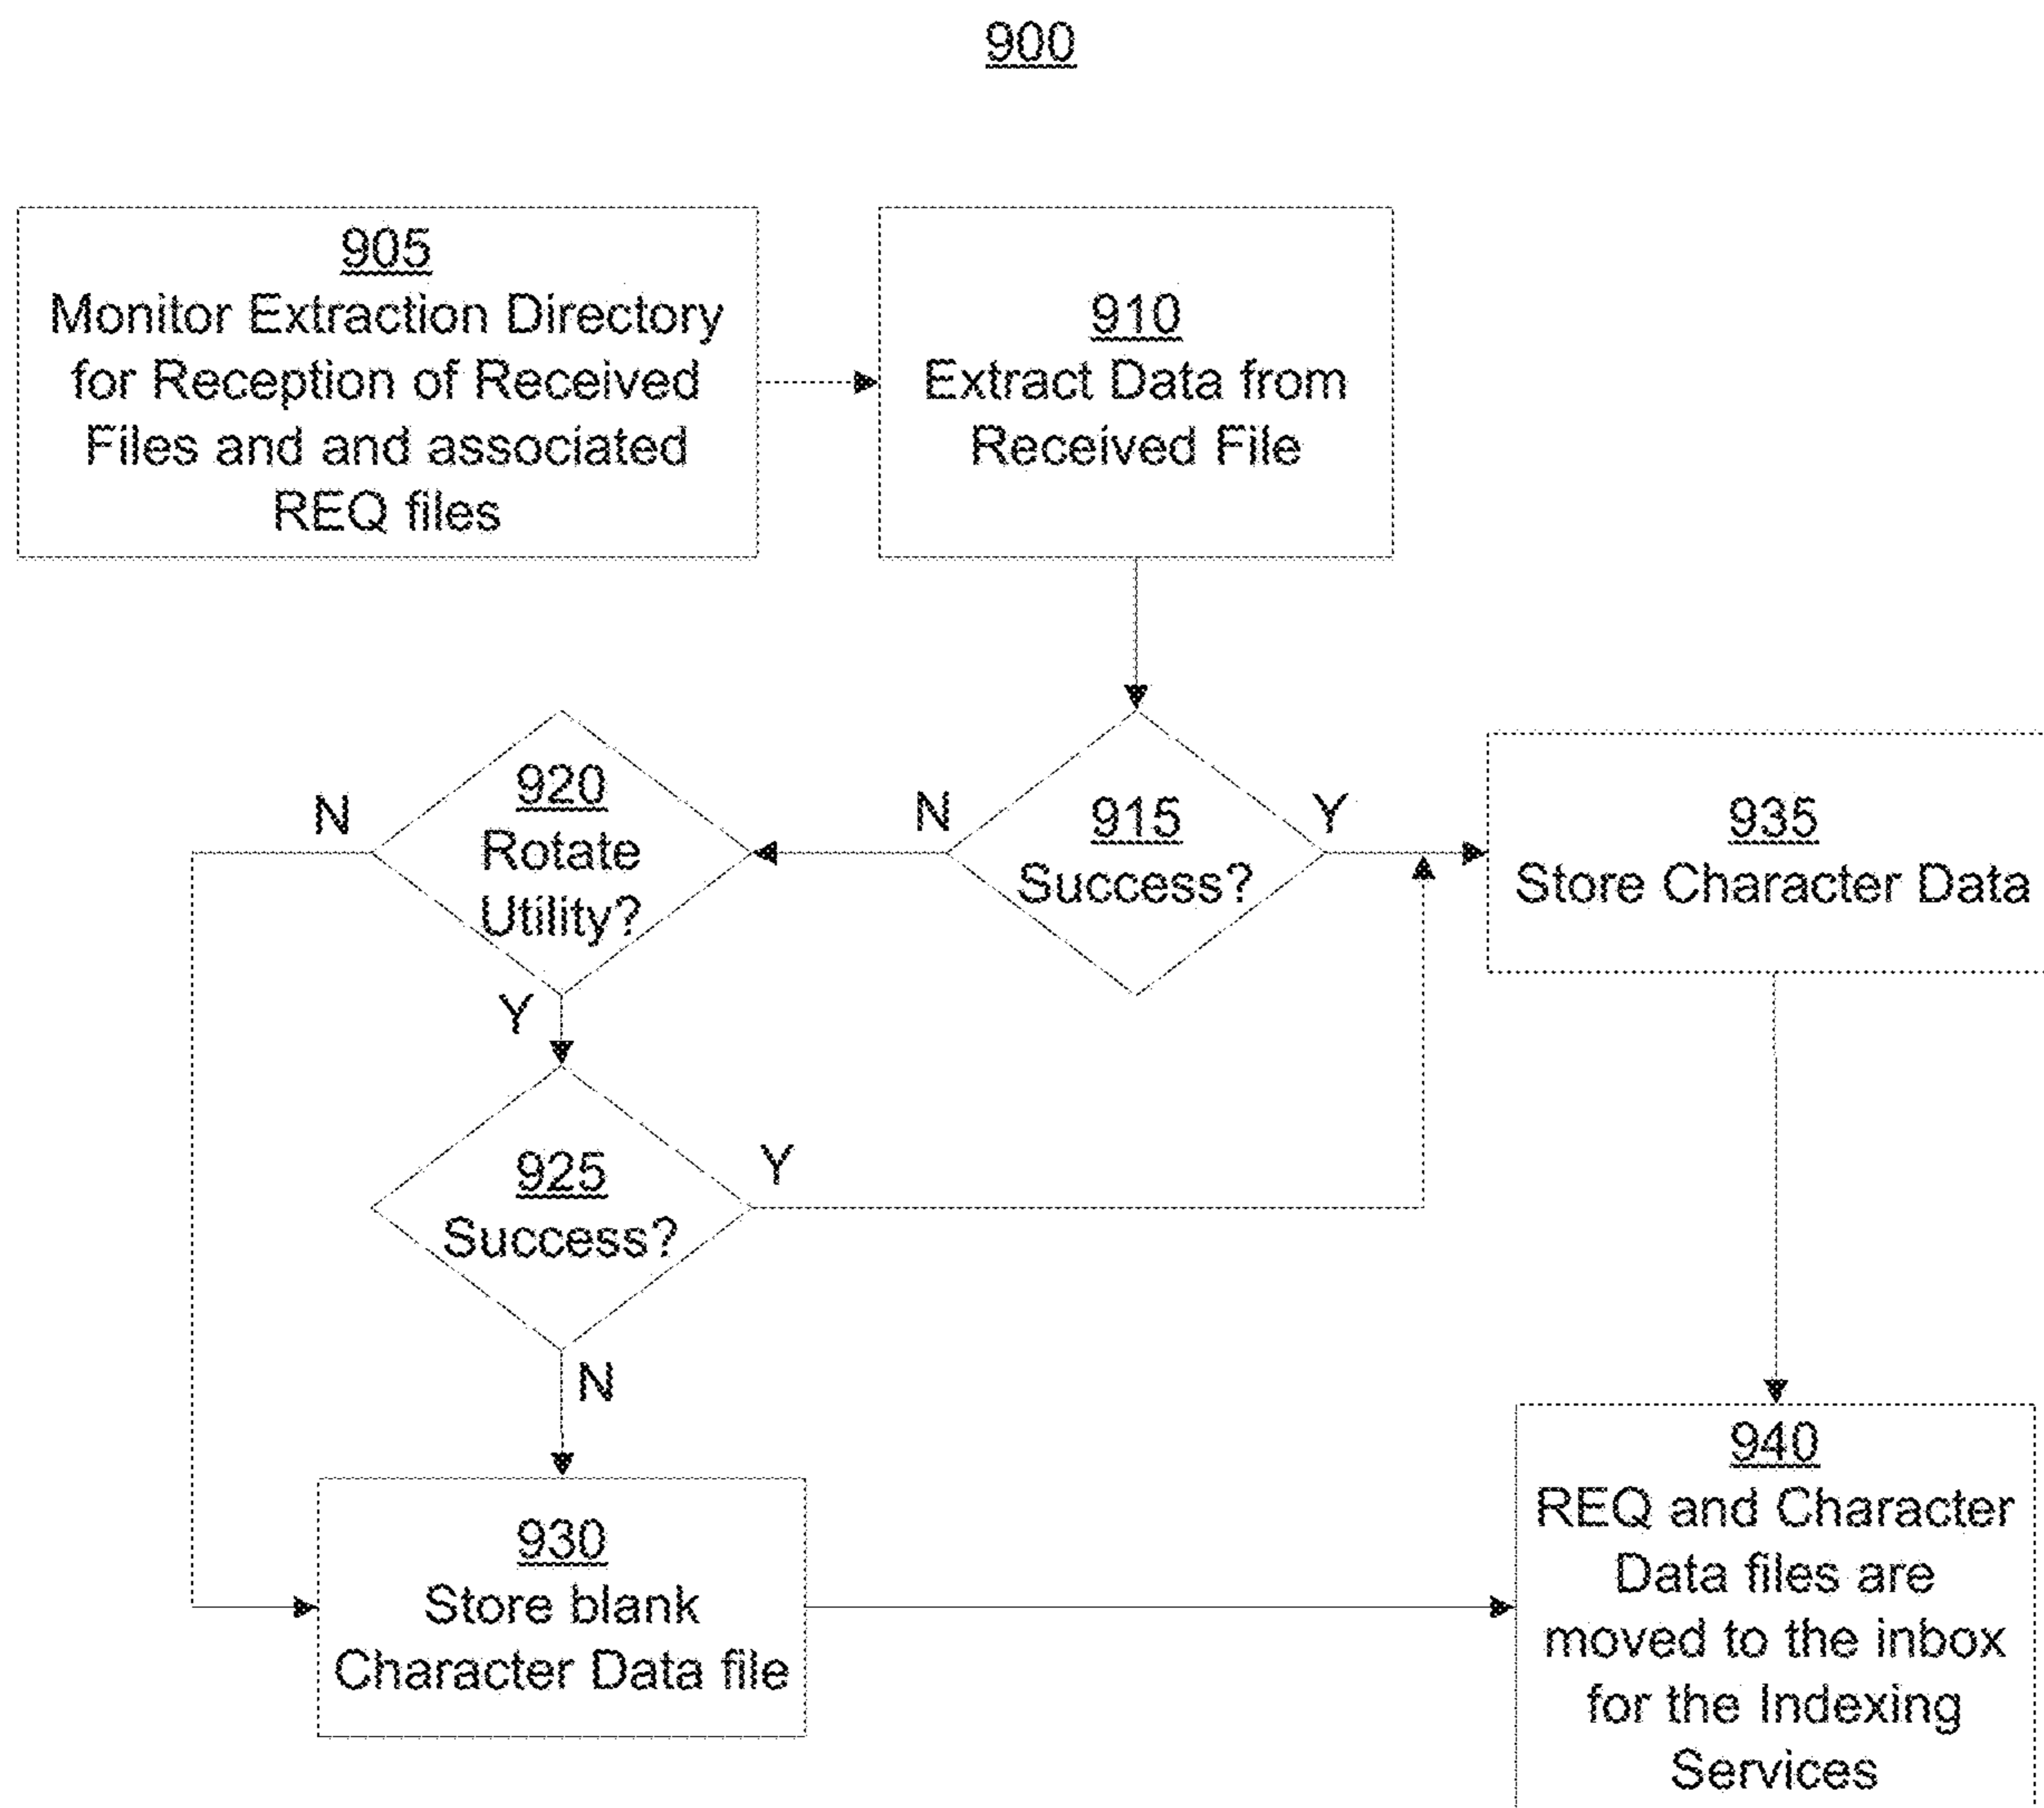 900
905
Monitor Extraction Directory
for Reception of Received
Files and and associated
REQ files
910
Extract Data from
Received File
920
Rotate
Utility?
N
Y
915
Success?
N
Y
935
Store Character Data
925
Success?
Y
N
930
Store blank
Character Data file
940
REQ and Character
Data files are
moved to the inbox
for the Indexing
Services